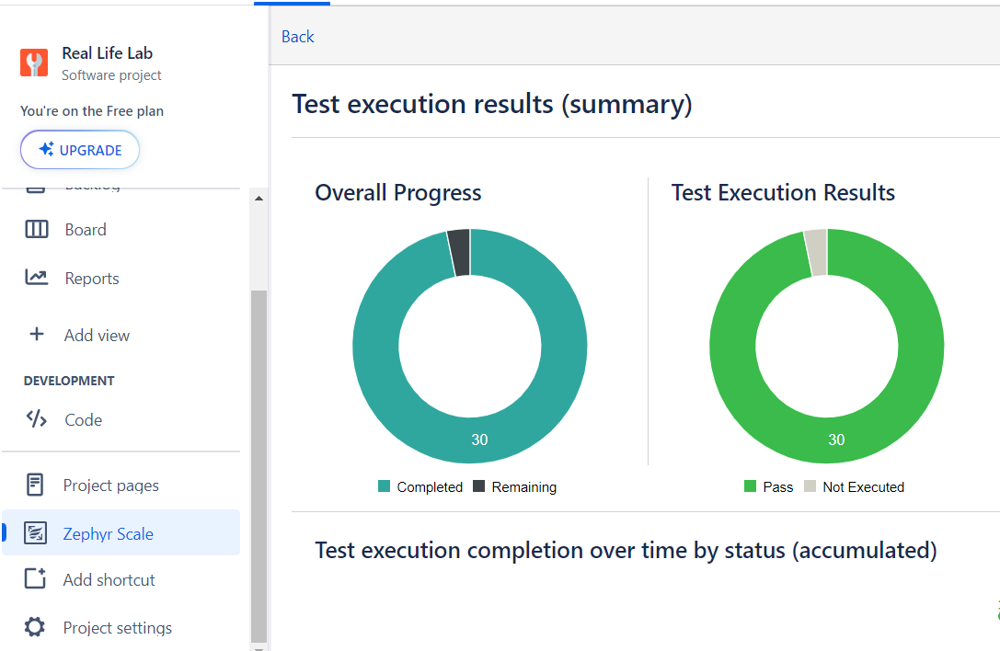 Real Life Lab
Software project
You're on the Free plan
UPGRADE
Backlog
Board
Reports
Add view
DEVELOPMENT
Code
Project pages
Zephyr Scale
Add shortcut
Project settings
Back
Test execution results (summary)
Overall Progress
30
Completed
Remaining
Test Execution Results
30
Pass
Not Executed
Test execution completion over time by status (accumulated)